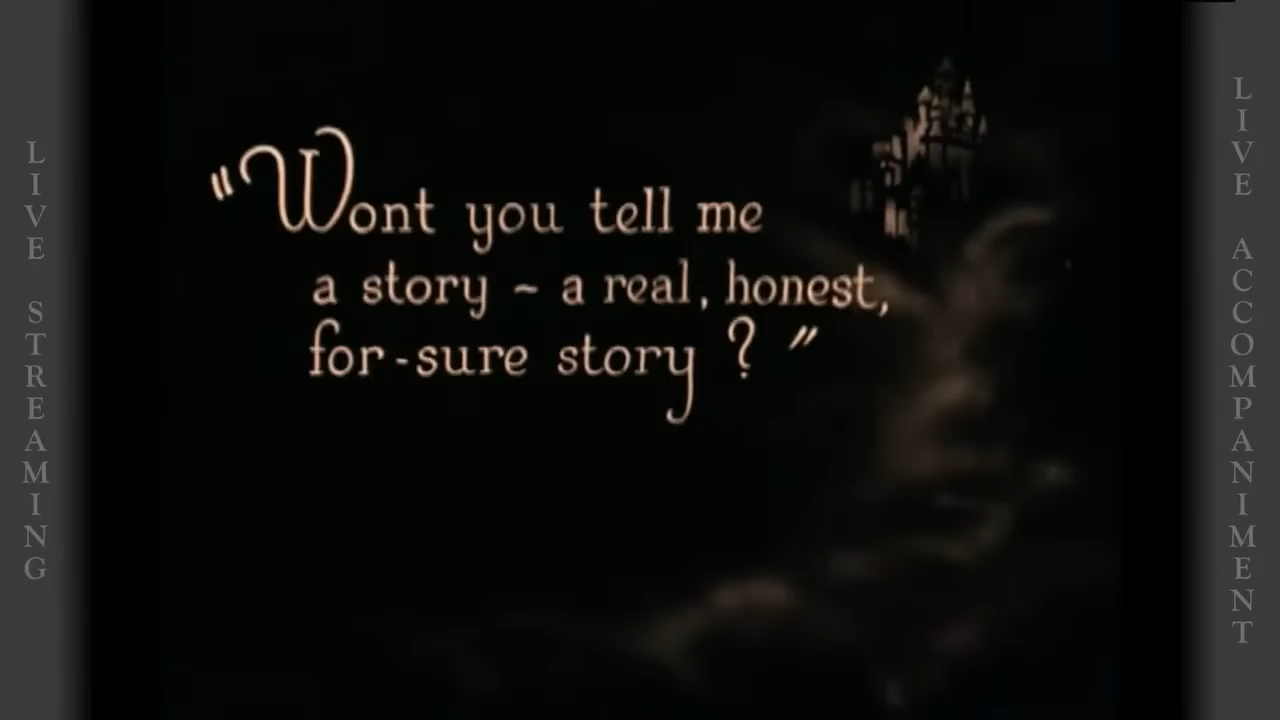 LIVE STREAMING
"Wont you tell me
a story ~ a real, honest,
for-sure story ?"
LIVE ACCOMPANIMENT